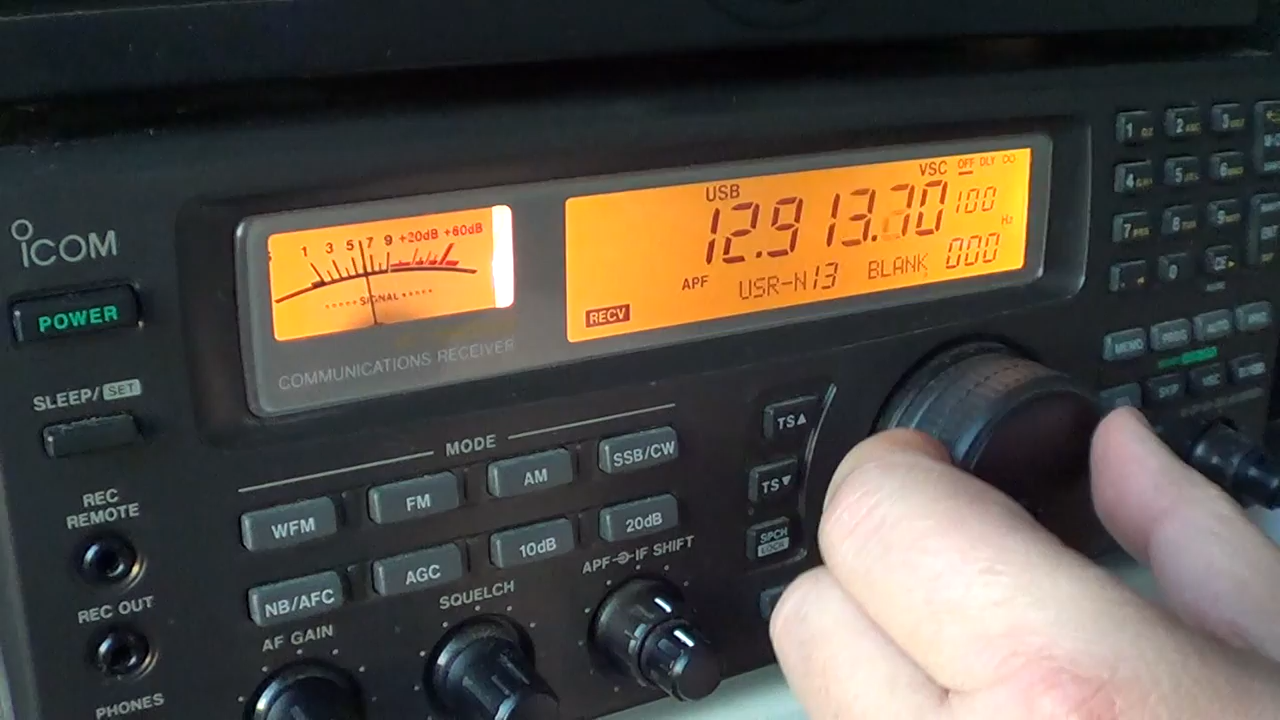 ICOM
POWER
SLEEP/SET
REC
REMOTE
REC OUT
PHONES
1 3 5 7 9 +20dB +60dB
SIGNAL
COMMUNICATIONS RECEIVER
USB
VSC OFF DLY
12.913.70 100
Hz
APF USR-N13 BLANK 000
RECV
MODE
WFM FM AM SSB/CW
NB/AFC AGC 10dB 20dB
AF GAIN
SQUELCH
APF IF SHIFT
TS▲
TS▼
SPCH
LOCK
1 2 3
4 5 6
7 8 9
0
MEMO AUTO
SKIP VSC